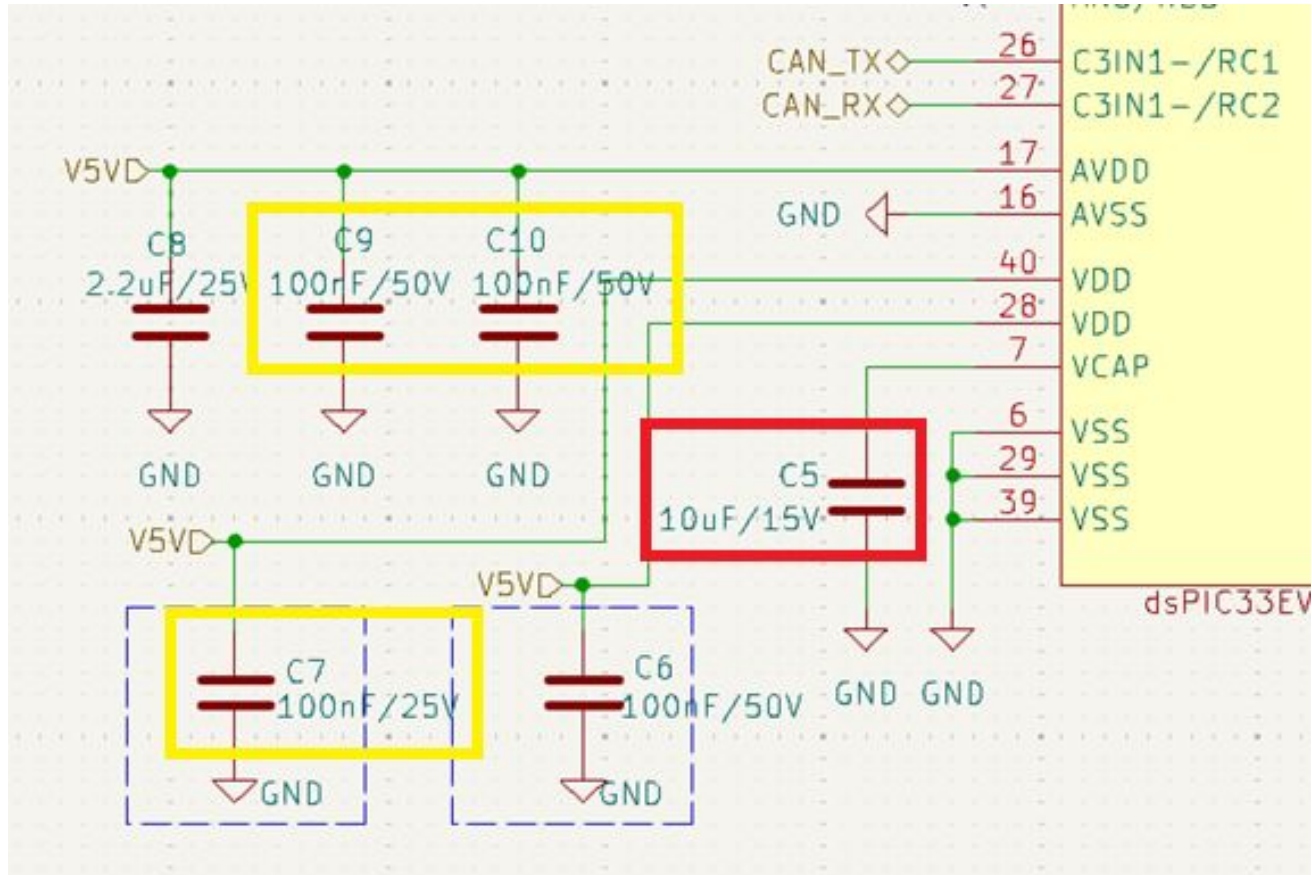 CAN_TX
26
C3IN1-/RC1
CAN_RX
27
C3IN1-/RC2
V5V
17
AVDD
GND
16
AVSS
C8
2.2uF/25V
C9
100nF/50V
C10
100nF/50V
40
VDD
28
VDD
7
VCAP
6
VSS
29
VSS
39
VSS
GND
GND
GND
C5
10uF/15V
V5V
V5V
dsPIC33EV
C7
100nF/25V
C6
100nF/50V
GND
GND
GND
GND